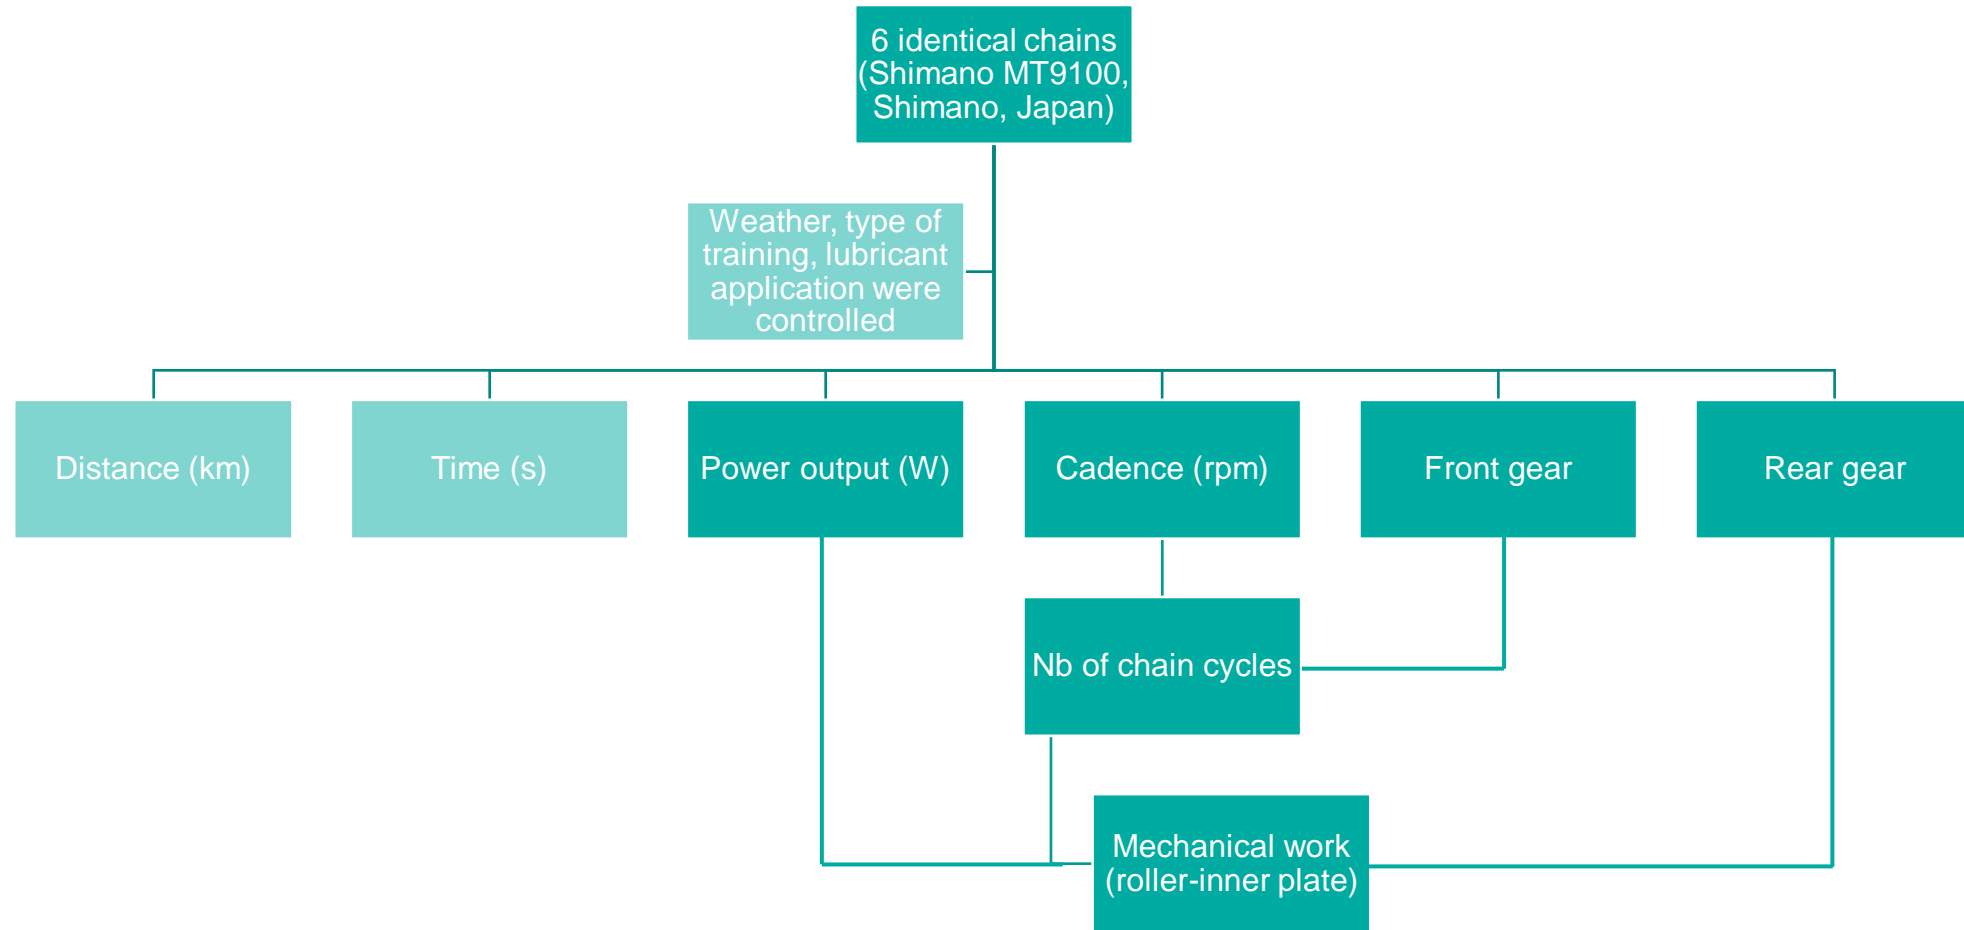 6 identical chains
(Shimano MT9100,
Shimano, Japan)
Weather, type of
training, lubricant
application were
controlled
Distance (km)
Time (s)
Power output (W)
Cadence (rpm)
Front gear
Rear gear
Nb of chain cycles
Mechanical work
(roller-inner plate)